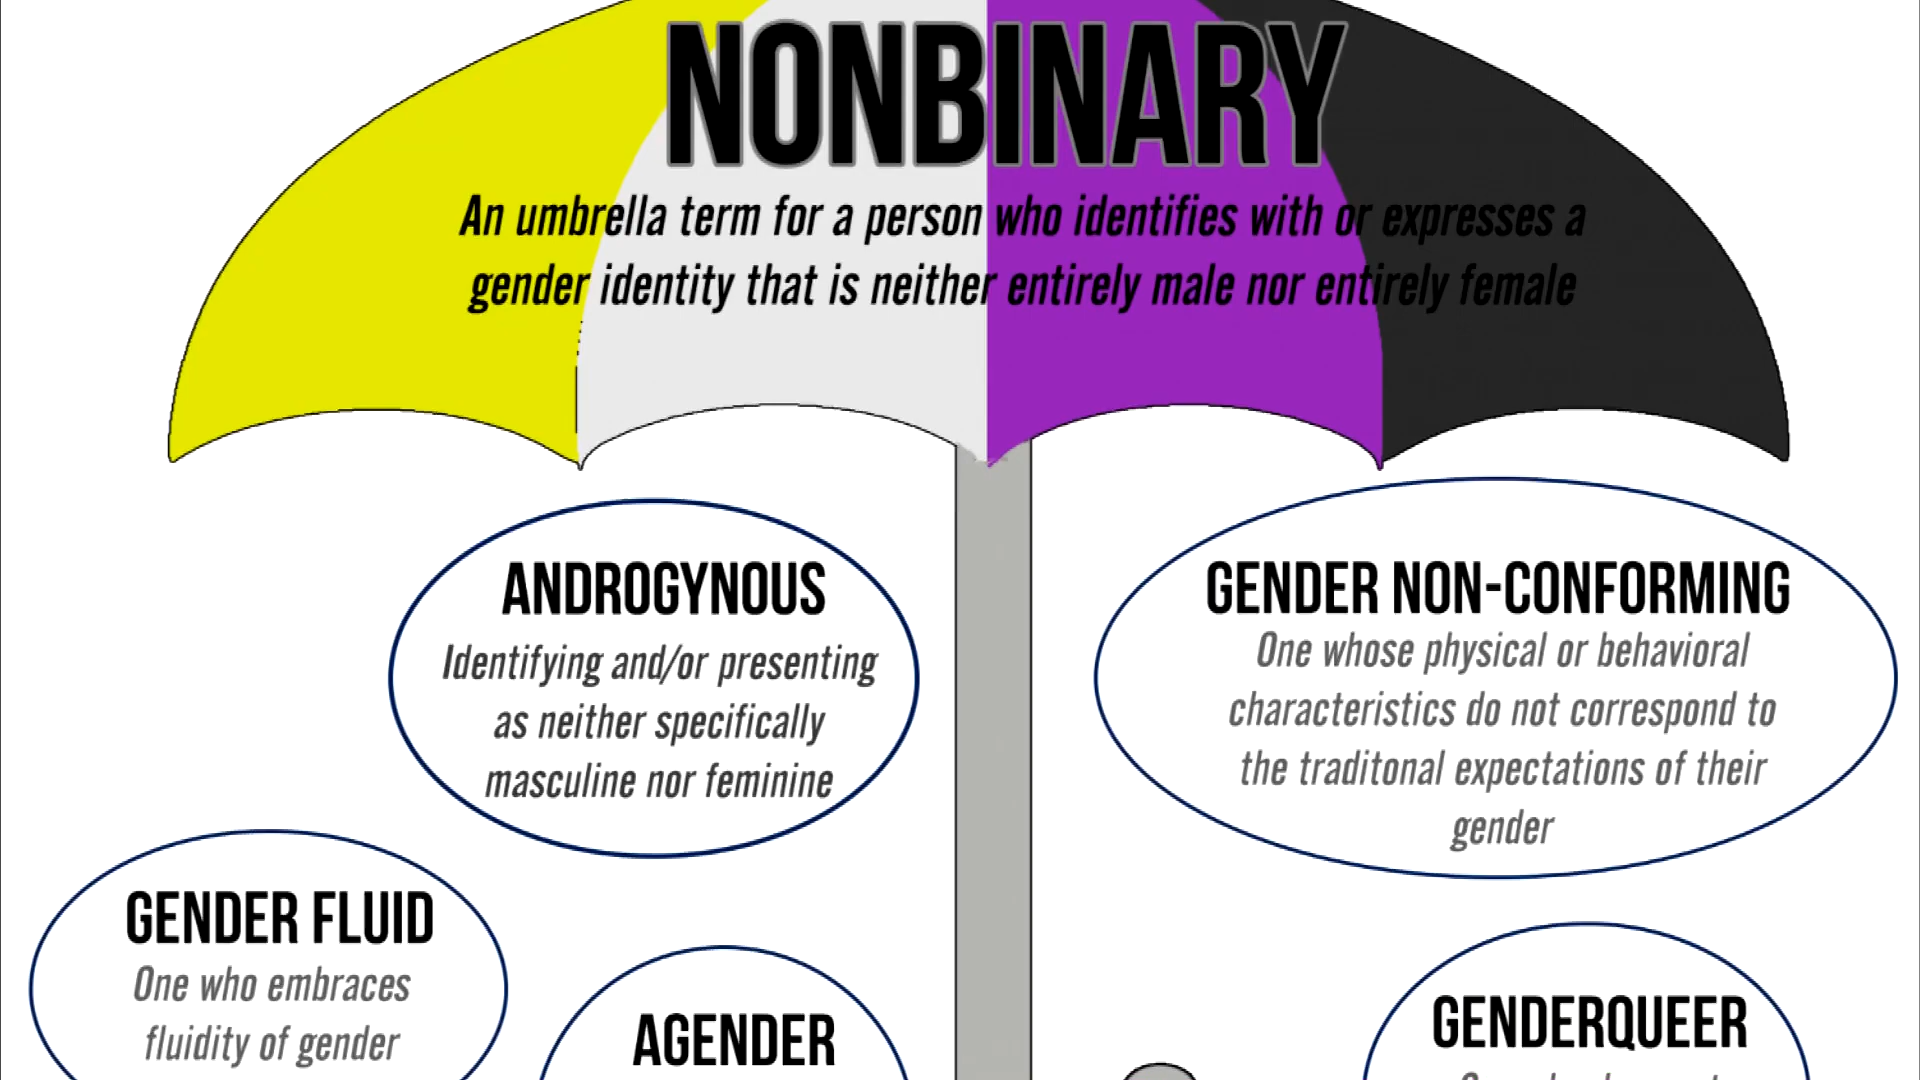 NONBINARY
An umbrella term for a person who identifies with or expresses a
gender identity that is neither entirely male nor entirely female
ANDROGYNOUS
Identifying and/or presenting
as neither specifically
masculine nor feminine
GENDER NON-CONFORMING
One whose physical or behavioral
characteristics do not correspond to
the traditonal expectations of their
gender
GENDER FLUID
One who embraces
fluidity of gender
AGENDER
GENDERQUEER